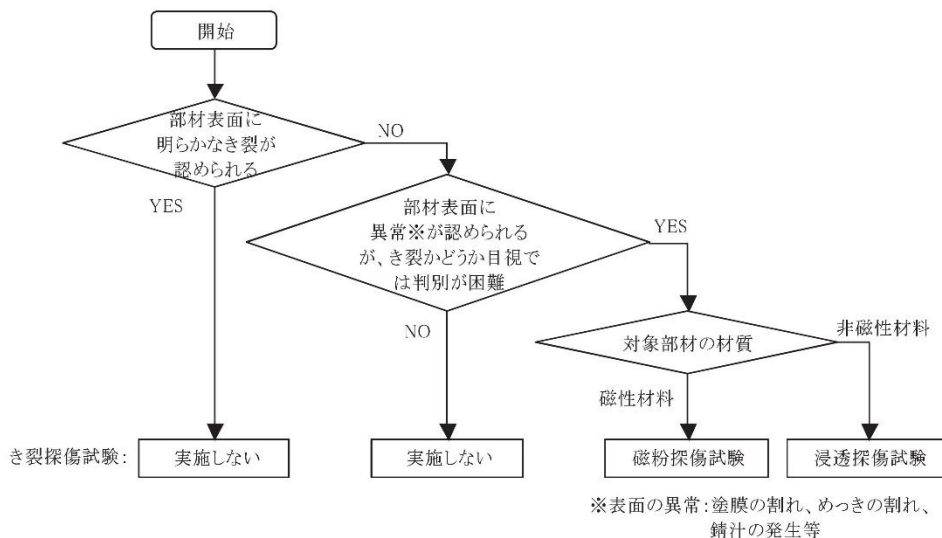 開始
部材表面に
明らかなき裂が
認められる
NO
YES
部材表面に
異常※が認められる
が、き裂かどうか目視で
は判別が困難
YES
NO
対象部材の材質
非磁性材料
磁性材料
き裂探傷試験:
実施しない
実施しない
磁粉探傷試験
浸透探傷試験
※表面の異常:塗膜の割れ、めっきの割れ、
錆汁の発生等